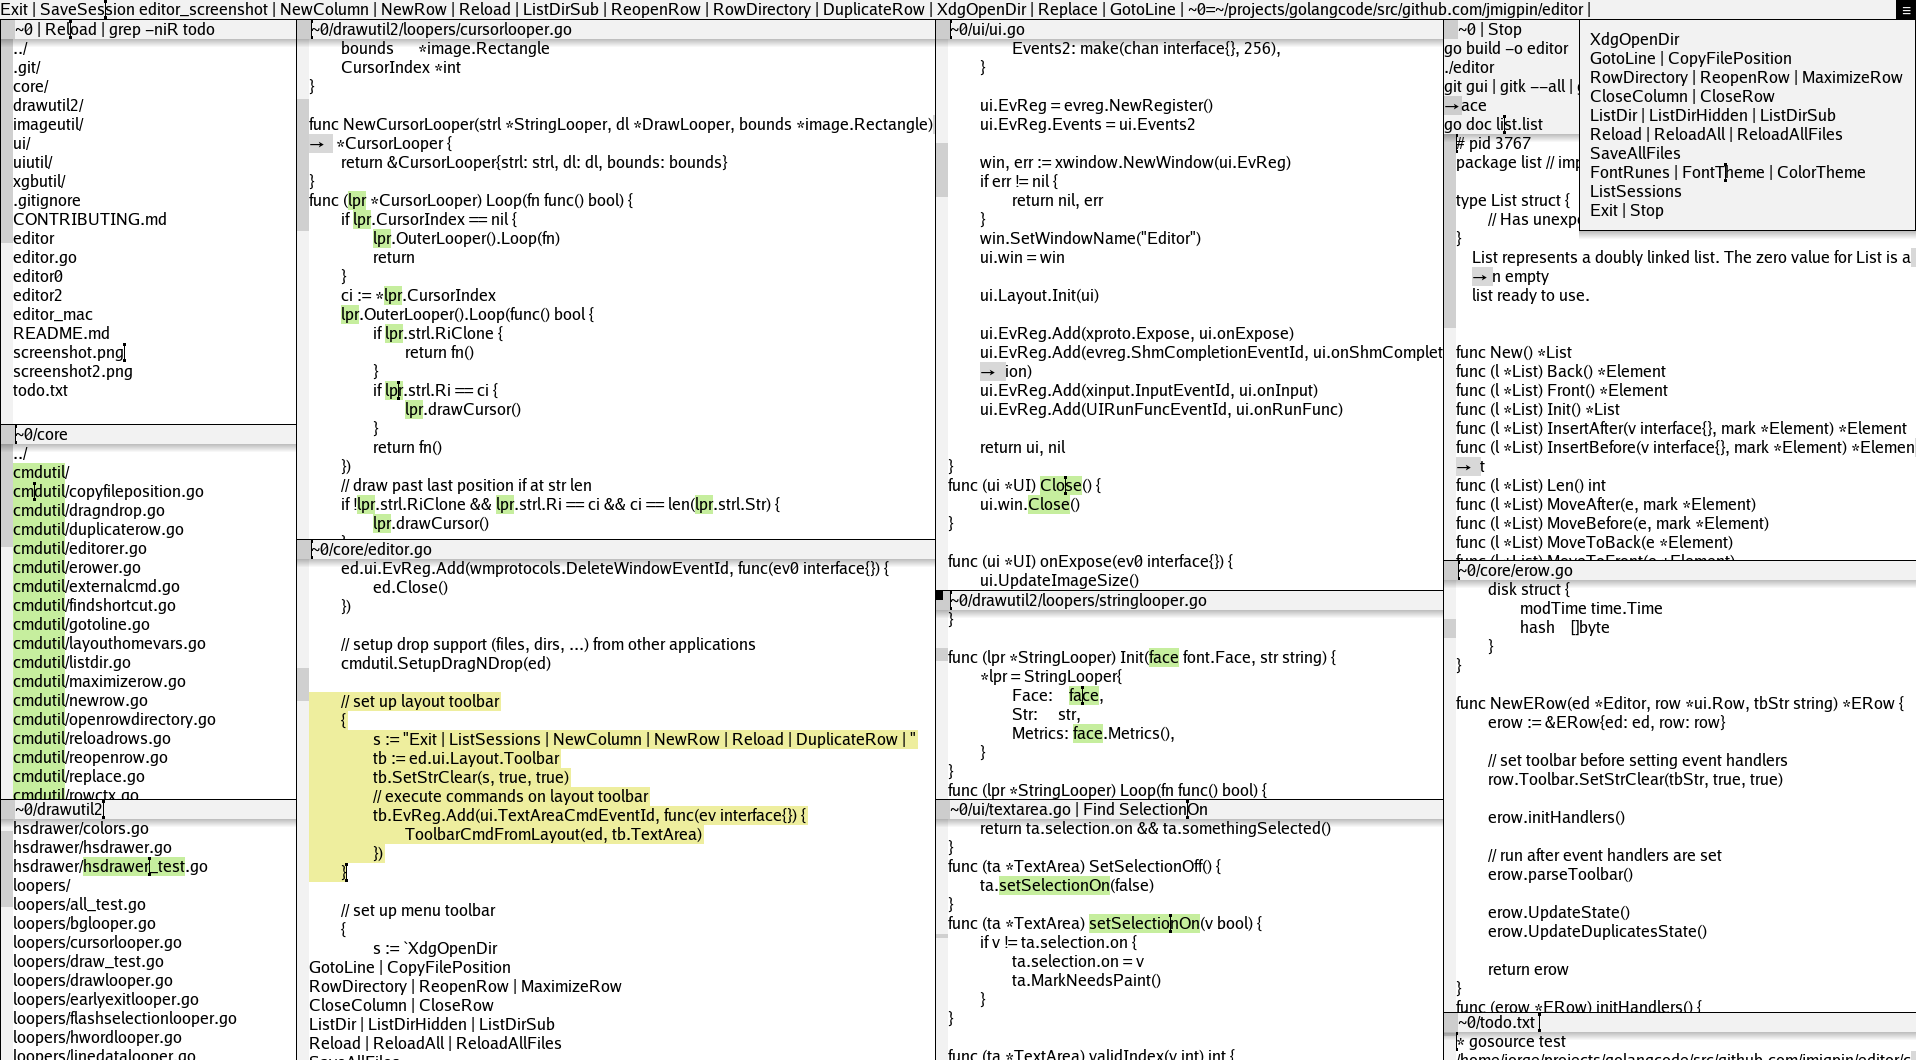 Exit | SaveSession editor_screenshot | NewColumn | NewRow | Reload | ListDirSub | ReopenRow | RowDirectory | DuplicateRow | XdgOpenDir | Replace | GotoLine | ~0=~/projects/golangcode/src/github.com/jmigpin/editor |
~0 | Reload | grep -niR todo
../
.git/
core/
drawutil2/
imageutil/
ui/
uiutil/
xgbutil/
.gitignore
CONTRIBUTING.md
editor
editor.go
editor0
editor2
editor_mac
README.md
screenshot.png
screenshot2.png
todo.txt
~0/core
../
cmdutil/
cmdutil/copyfileposition.go
cmdutil/dragndrop.go
cmdutil/duplicaterow.go
cmdutil/editorer.go
cmdutil/erower.go
cmdutil/externalcmd.go
cmdutil/findshortcut.go
cmdutil/gotoline.go
cmdutil/layouthomevars.go
cmdutil/listdir.go
cmdutil/maximizerow.go
cmdutil/newrow.go
cmdutil/openrowdirectory.go
cmdutil/reloadrows.go
cmdutil/reopenrow.go
cmdutil/replace.go
cmdutil/rowctx.go
~0/drawutil2
hsdrawer/colors.go
hsdrawer/hsdrawer.go
hsdrawer/hsdrawer_test.go
loopers/
loopers/all_test.go
loopers/bglooper.go
loopers/cursorlooper.go
loopers/draw_test.go
loopers/drawlooper.go
loopers/earlyexitlooper.go
loopers/flashselectionlooper.go
loopers/hwordlooper.go
loopers/linedatalooper.go
~0/drawutil2/loopers/cursorlooper.go
bounds *image.Rectangle
CursorIndex *int
}
func NewCursorLooper(strl *StringLooper, dl *DrawLooper, bounds *image.Rectangle)
→ *CursorLooper {
return &CursorLooper{strl: strl, dl: dl, bounds: bounds}
}
func (lpr *CursorLooper) Loop(fn func() bool) {
if lpr.CursorIndex == nil {
lpr.OuterLooper().Loop(fn)
return
}
ci := *lpr.CursorIndex
lpr.OuterLooper().Loop(func() bool {
if lpr.strl.RiClone {
return fn()
}
if lpr.strl.Ri == ci {
lpr.drawCursor()
}
return fn()
})
// draw past last position if at str len
if !lpr.strl.RiClone && lpr.strl.Ri == ci && ci == len(lpr.strl.Str) {
lpr.drawCursor()
}
~0/core/editor.go
ed.ui.EvReg.Add(wmprotocols.DeleteWindowEventId, func(ev0 interface{}) {
ed.Close()
})
// setup drop support (files, dirs, ...) from other applications
cmdutil.SetupDragNDrop(ed)
// set up layout toolbar
{
s := "Exit | ListSessions | NewColumn | NewRow | Reload | DuplicateRow | "
tb := ed.ui.Layout.Toolbar
tb.SetStrClear(s, true, true)
// execute commands on layout toolbar
tb.EvReg.Add(ui.TextAreaCmdEventId, func(ev interface{}) {
ToolbarCmdFromLayout(ed, tb.TextArea)
})
}
// set up menu toolbar
{
s := `XdgOpenDir
GotoLine | CopyFilePosition
RowDirectory | ReopenRow | MaximizeRow
CloseColumn | CloseRow
ListDir | ListDirHidden | ListDirSub
Reload | ReloadAll | ReloadAllFiles
SaveAllFiles
~0/ui/ui.go
Events2: make(chan interface{}, 256),
}
ui.EvReg = evreg.NewRegister()
ui.EvReg.Events = ui.Events2
win, err := xwindow.NewWindow(ui.EvReg)
if err != nil {
return nil, err
}
win.SetWindowName("Editor")
ui.win = win
ui.Layout.Init(ui)
ui.EvReg.Add(xproto.Expose, ui.onExpose)
ui.EvReg.Add(evreg.ShmCompletionEventId, ui.onShmComplet
→ ion)
ui.EvReg.Add(xinput.InputEventId, ui.onInput)
ui.EvReg.Add(UIRunFuncEventId, ui.onRunFunc)
return ui, nil
}
func (ui *UI) Close() {
ui.win.Close()
}
func (ui *UI) onExpose(ev0 interface{}) {
ui.UpdateImageSize()
~0/drawutil2/loopers/stringlooper.go
}
func (lpr *StringLooper) Init(face font.Face, str string) {
*lpr = StringLooper{
Face: face,
Str: str,
Metrics: face.Metrics(),
}
}
func (lpr *StringLooper) Loop(fn func() bool) {
~0/ui/textarea.go | Find SelectionOn
return ta.selection.on && ta.somethingSelected()
}
func (ta *TextArea) SetSelectionOff() {
ta.setSelectionOn(false)
}
func (ta *TextArea) setSelectionOn(v bool) {
if v != ta.selection.on {
ta.selection.on = v
ta.MarkNeedsPaint()
}
}
func (ta *TextArea) validIndex(v int) int {
~0 | Stop
go build -o editor
./editor
git gui | gitk --all |
→ ace
go doc list.list
# pid 3767
package list // imp
type List struct {
// Has unexpo
}
List represents a doubly linked list. The zero value for List is a
→ n empty
list ready to use.
func New() *List
func (l *List) Back() *Element
func (l *List) Front() *Element
func (l *List) Init() *List
func (l *List) InsertAfter(v interface{}, mark *Element) *Element
func (l *List) InsertBefore(v interface{}, mark *Element) *Elemen
→ t
func (l *List) Len() int
func (l *List) MoveAfter(e, mark *Element)
func (l *List) MoveBefore(e, mark *Element)
func (l *List) MoveToBack(e *Element)
func (l *List) MoveToFront(e *Element)
XdgOpenDir
GotoLine | CopyFilePosition
RowDirectory | ReopenRow | MaximizeRow
CloseColumn | CloseRow
ListDir | ListDirHidden | ListDirSub
Reload | ReloadAll | ReloadAllFiles
SaveAllFiles
FontRunes | FontTheme | ColorTheme
ListSessions
Exit | Stop
~0/core/erow.go
disk struct {
modTime time.Time
hash []byte
}
}
func NewERow(ed *Editor, row *ui.Row, tbStr string) *ERow {
erow := &ERow{ed: ed, row: row}
// set toolbar before setting event handlers
row.Toolbar.SetStrClear(tbStr, true, true)
erow.initHandlers()
// run after event handlers are set
erow.parseToolbar()
erow.UpdateState()
erow.UpdateDuplicatesState()
return erow
}
func (erow *ERow) initHandlers() {
~0/todo.txt
* gosource test
/home/jorge/projects/golangcode/src/github.com/jmigpin/editor/c